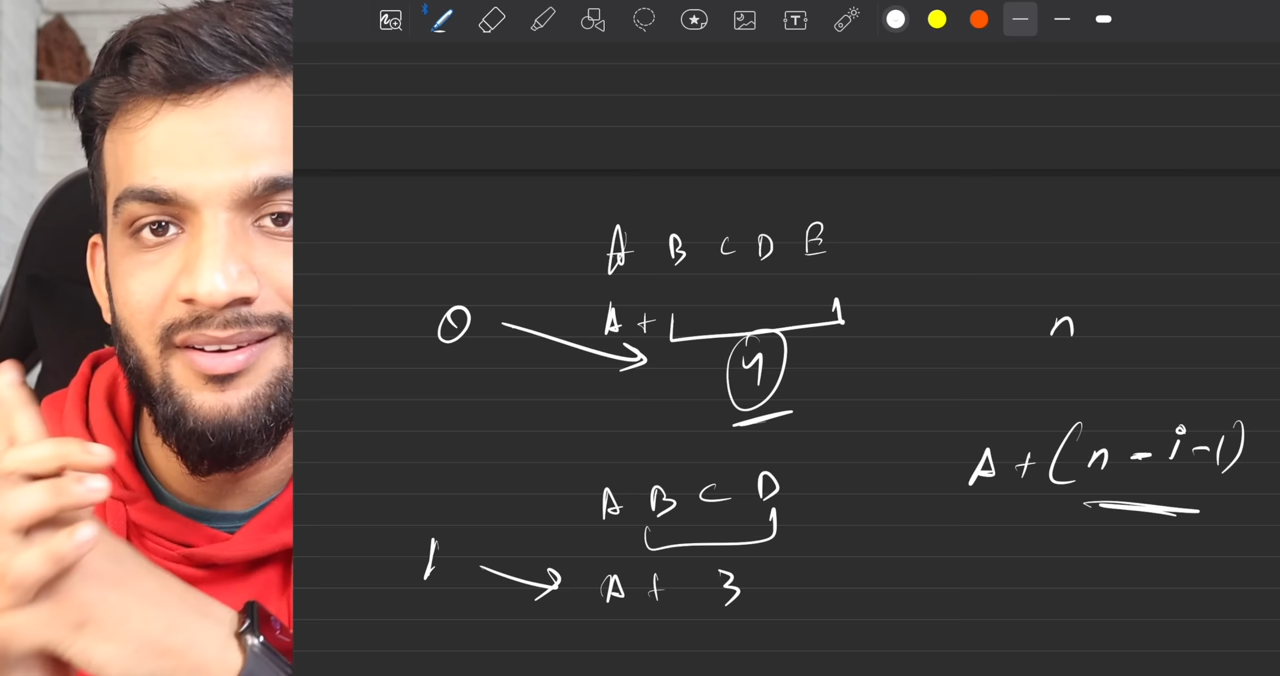 A B C D E
0 A + 4 n
A + (n - i - 1)
A B C D
1 A + 3